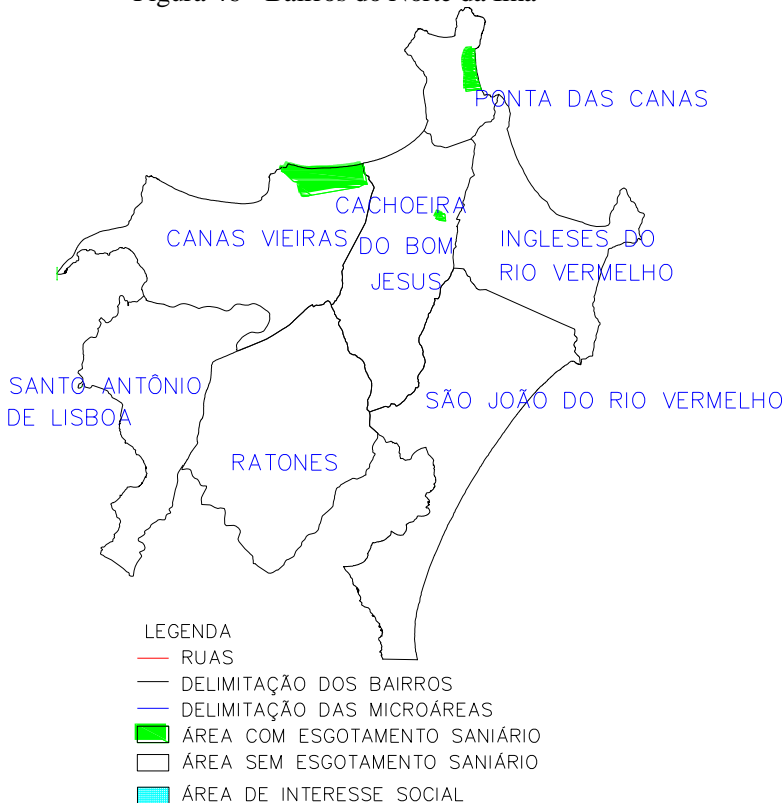 PONTA DAS CANAS
CACHOEIRA
DO BOM
JESUS
CANAS VIEIRAS
INGLESES DO
RIO VERMELHO
SANTO ANTÔNIO
DE LISBOA
SÃO JOÃO DO RIO VERMELHO
RATONES
LEGENDA
RUAS
DELIMITAÇÃO DOS BAIRROS
DELIMITAÇÃO DAS MICROÁREAS
ÁREA COM ESGOTAMENTO SANIÁRIO
ÁREA SEM ESGOTAMENTO SANIÁRIO
ÁREA DE INTERESSE SOCIAL